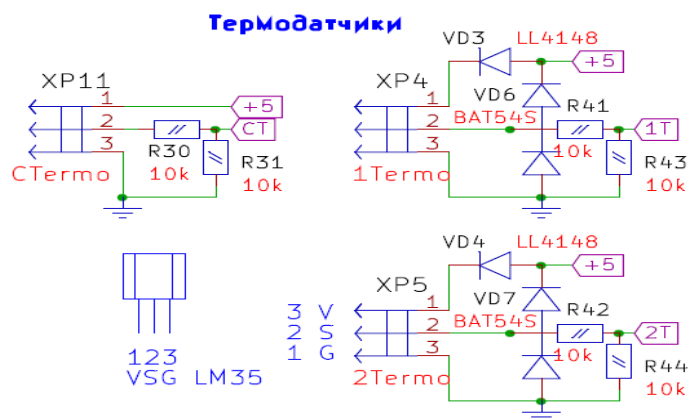 Термодатчики
XP11
1
2
3
+5
CT
R30
10k
R31
10k
CTermo
VD3
LL4148
+5
XP4
VD6
BAT54S
1
2
3
R41
10k
1T
R43
10k
1Termo
VD4
LL4148
+5
XP5
VD7
BAT54S
1
2
3
R42
10k
2T
R44
10k
2Termo
3 V
2 S
1 G
123
VSG LM35